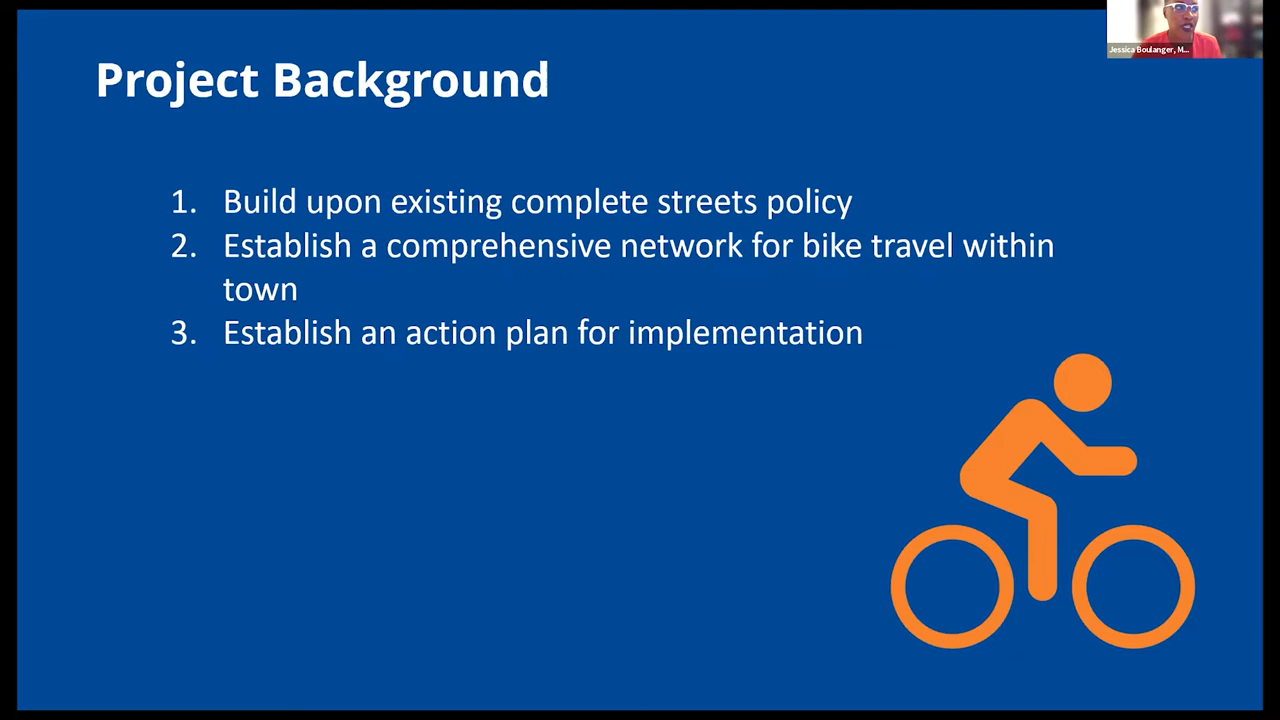 Jessica Boulanger, M...
Project Background
1. Build upon existing complete streets policy
2. Establish a comprehensive network for bike travel within
town
3. Establish an action plan for implementation